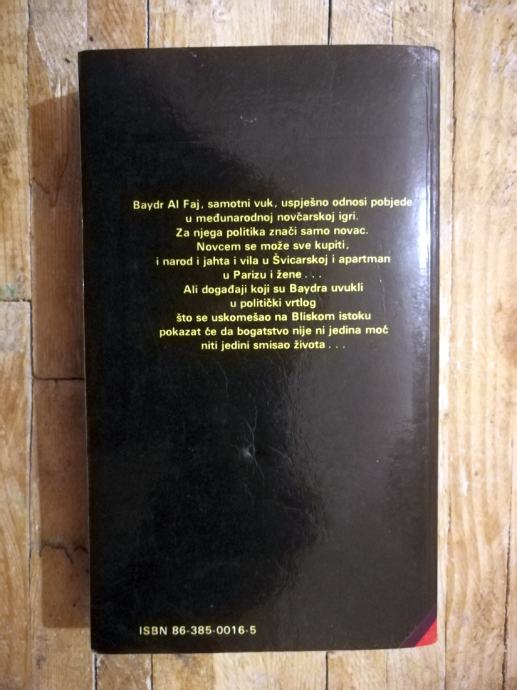 Baydr Al Faj, samotni vuk, uspješno odnosi pobjede
u međunarodnoj novčarskoj igri.
Za njega politika znači samo novac.
Novcem se može sve kupiti,
i narod i jahta i vila u Švicarskoj i apartman
u Parizu i žene . . .
Ali događaji koji su Baydra uvukli
u politički vrtlog
što se uskomešao na Bliskom istoku
pokazat će da bogatstvo nije ni jedina moć
niti jedini smisao života . . .
ISBN 86-385-0016-5